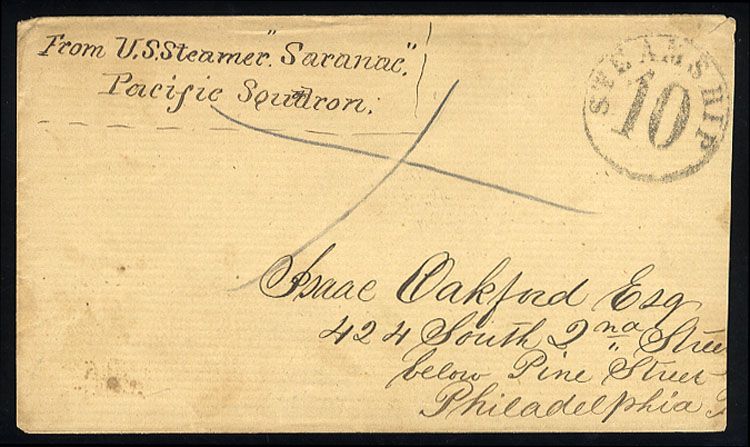 From U.S. Steamer "Saranac".
Pacific Squadron.
STEAMSHIP
10
Isaac Oakford Esq
424 South 2nd Stree
below Pine Street
Philadelphia